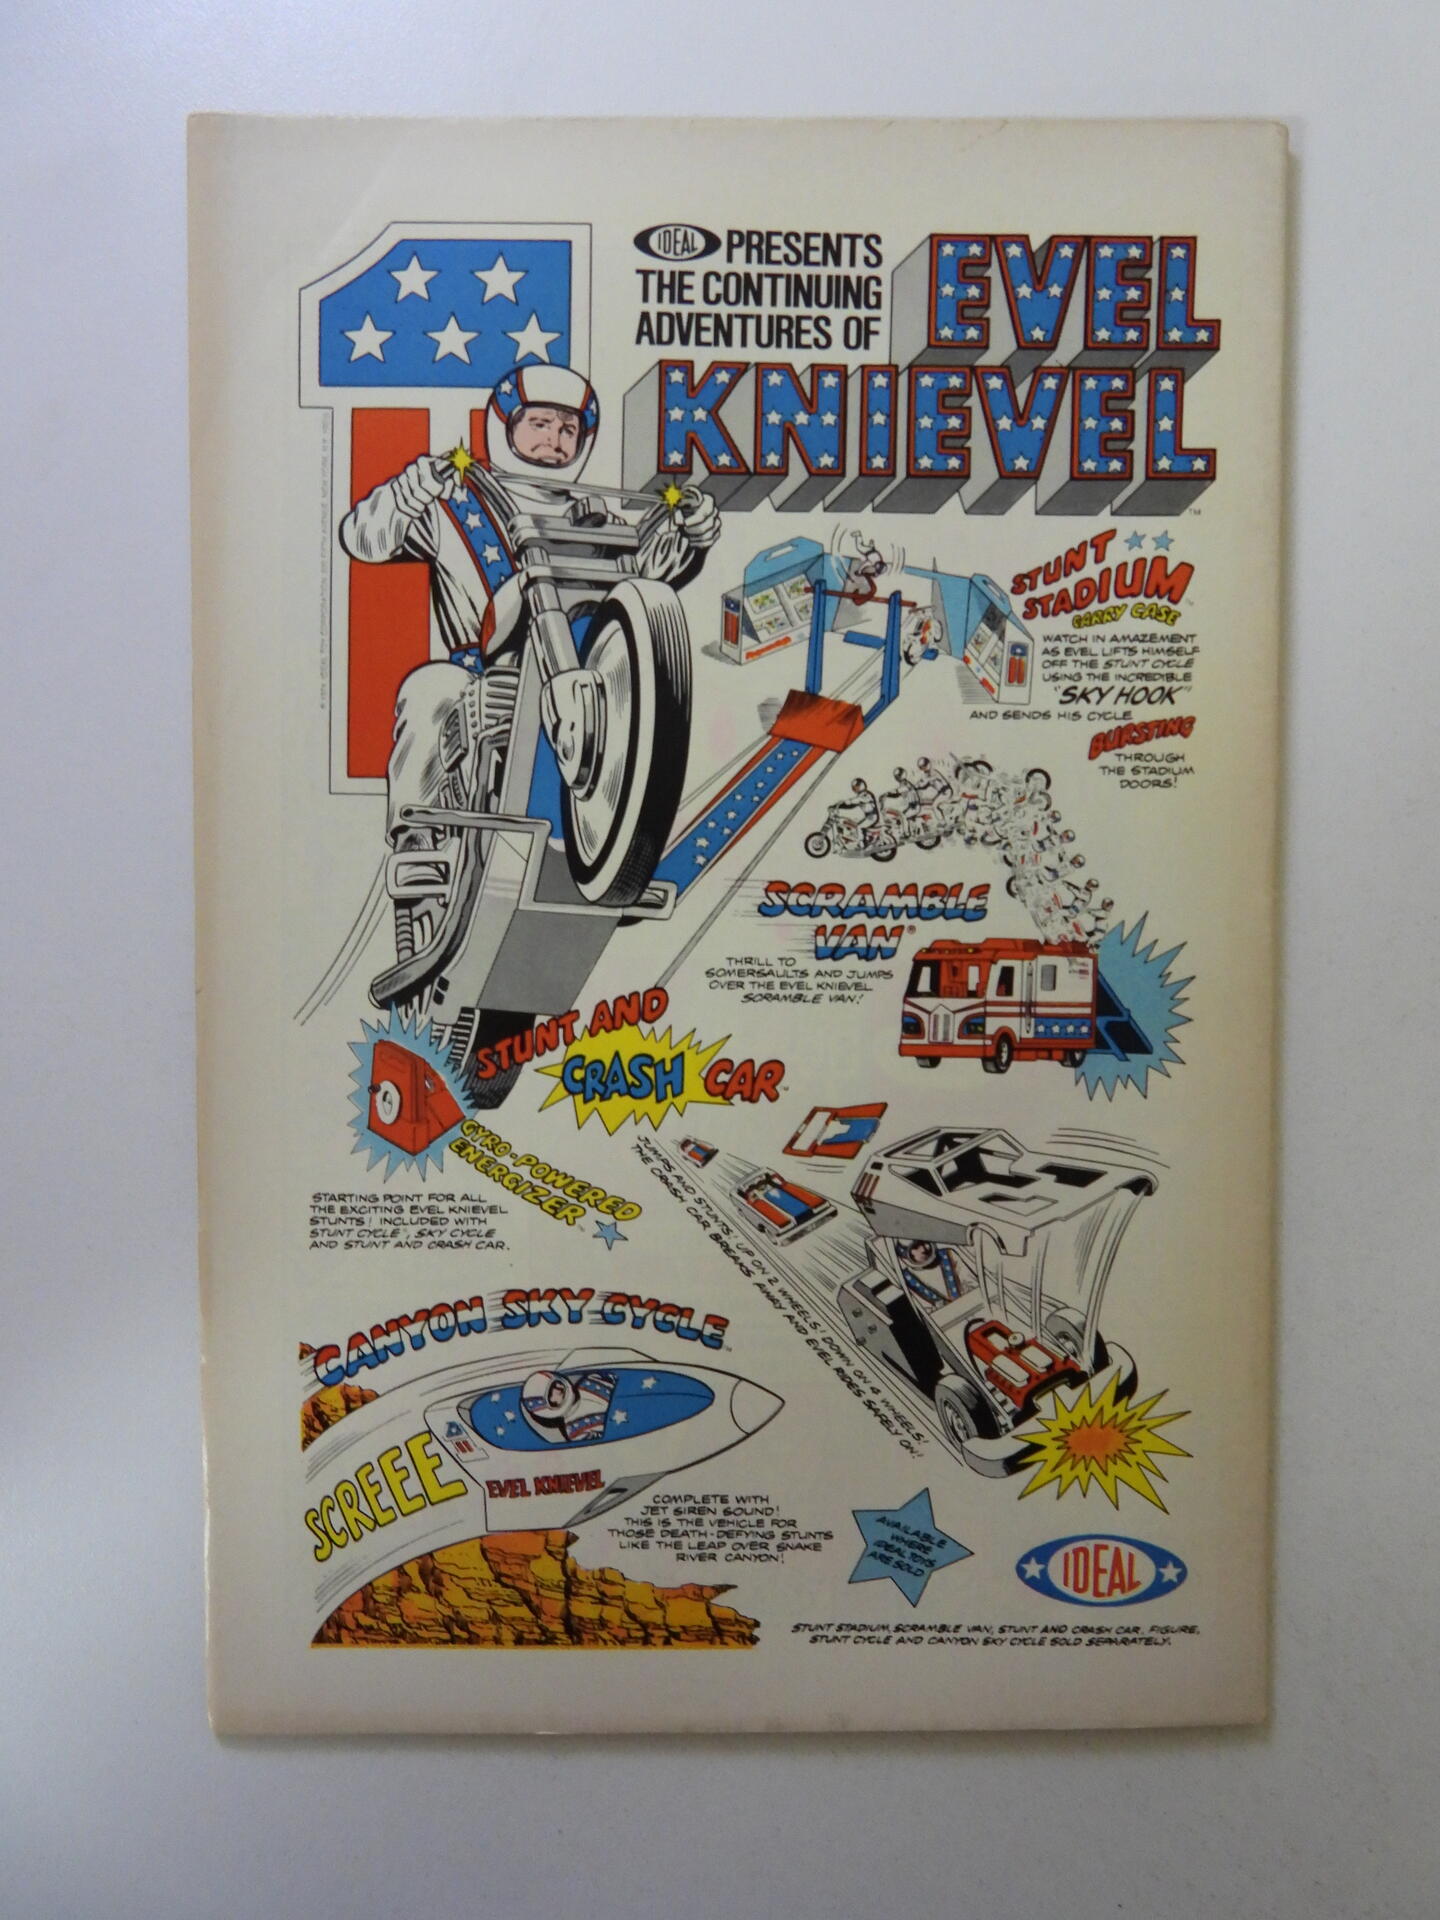 IDEAL PRESENTS
THE CONTINUING
ADVENTURES OF
EVEL
KNIEVEL
TM
STUNT
STADIUM
CARRY CASE
WATCH IN AMAZEMENT
AS EVEL LIFTS HIMSELF
OFF THE STUNT CYCLE
USING THE INCREDIBLE
"SKY HOOK"
AND SENDS HIS CYCLE
BURSTING
THROUGH
THE STADIUM
DOORS!
SCRAMBLE
VAN®
THRILL TO
SOMERSAULTS AND JUMPS
OVER THE EVEL KNIEVEL
SCRAMBLE VAN!
STUNT AND
CRASH CAR
GYRO-POWERED
ENERGIZER
STARTING POINT FOR ALL
THE EXCITING EVEL KNIEVEL
STUNTS! INCLUDED WITH
STUNT CYCLE, SKY CYCLE
AND STUNT AND CRASH CAR.
JUMPS AND STUNTS! UP ON 2 WHEELS! DOWN ON 4 WHEELS!
THE CRASH CAR BREAKS AWAY AND EVEL RIDES SAFELY ON!
CANYON SKY CYCLE
SCREEE
EVEL KNIEVEL
COMPLETE WITH
JET SIREN SOUND!
THIS IS THE VEHICLE FOR
THOSE DEATH-DEFYING STUNTS
LIKE THE LEAP OVER SNAKE
RIVER CANYON!
AVAILABLE
WHERE
IDEAL TOYS
ARE SOLD
IDEAL
STUNT STADIUM, SCRAMBLE VAN, STUNT AND CRASH CAR, FIGURE,
STUNT CYCLE AND CANYON SKY CYCLE SOLD SEPARATELY.